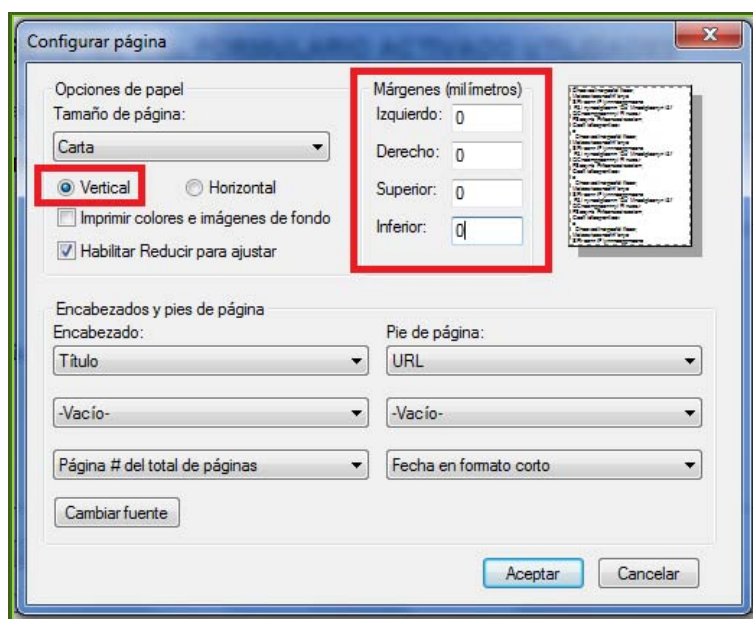 Configurar página
Opciones de papel
Tamaño de página:
Carta
Vertical
Horizontal
Imprimir colores e imágenes de fondo
Habilitar Reducir para ajustar
Márgenes (milímetros)
Izquierdo: 0
Derecho: 0
Superior: 0
Inferior: 0
Encabezados y pies de página
Encabezado:
Título
-Vacío-
Página # del total de páginas
Cambiar fuente
Pie de página:
URL
-Vacío-
Fecha en formato corto
Aceptar
Cancelar